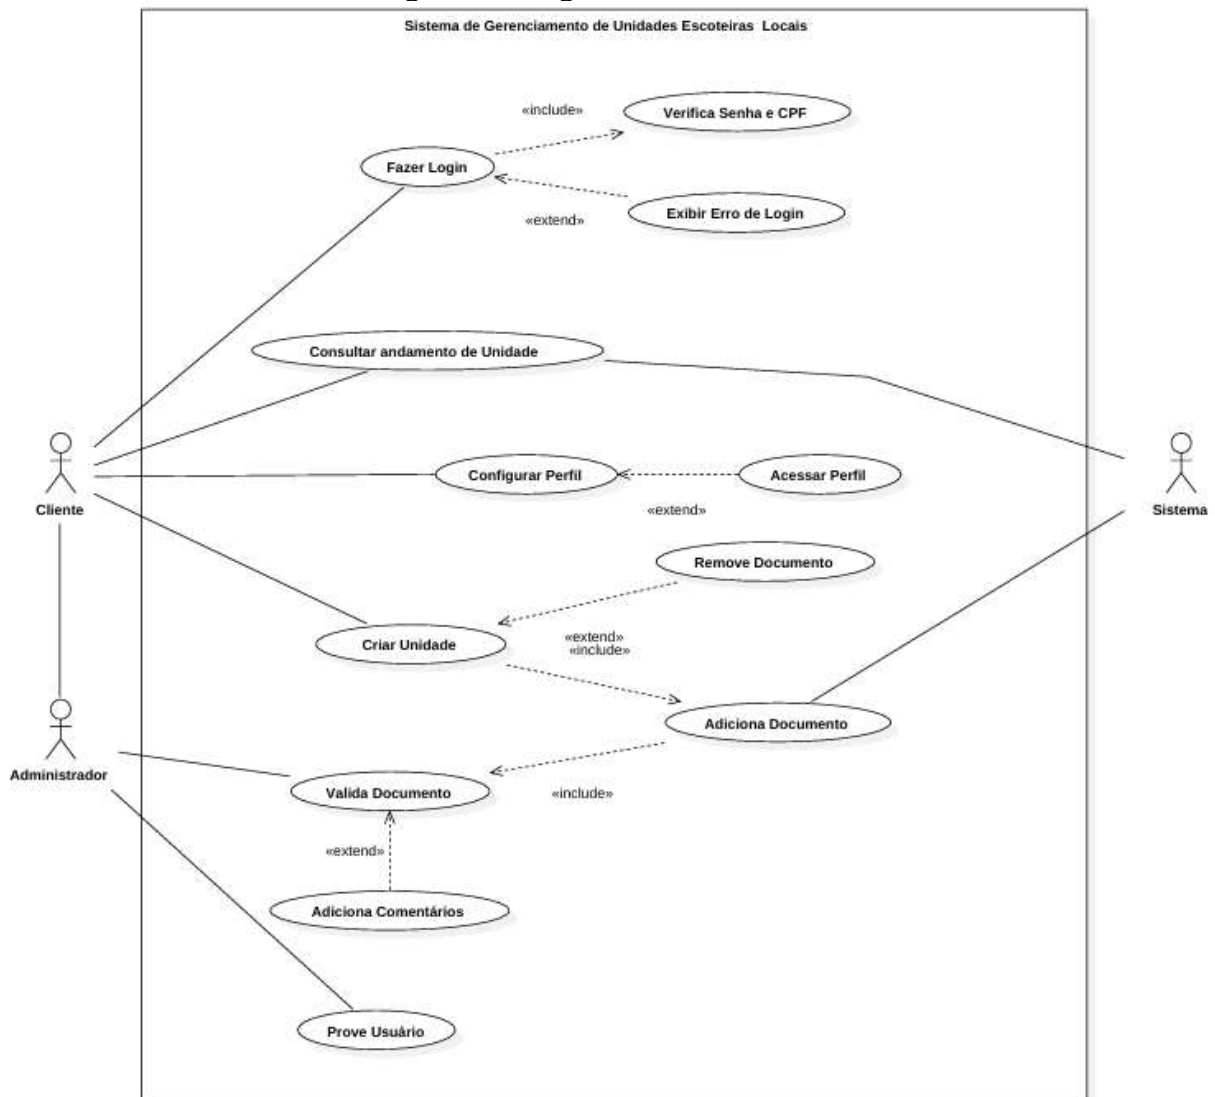 Sistema de Gerenciamento de Unidades Escoteiras Locais
«include»
Verifica Senha e CPF
Fazer Login
Exibir Erro de Login
«extend»
Consultar andamento de Unidade
Configurar Perfil
Acessar Perfil
Cliente
«extend»
Sistema
Remove Documento
«extend»
Criar Unidade
«include»
Adiciona Documento
Administrador
Valida Documento
«include»
«extend»
Adiciona Comentários
Prove Usuário